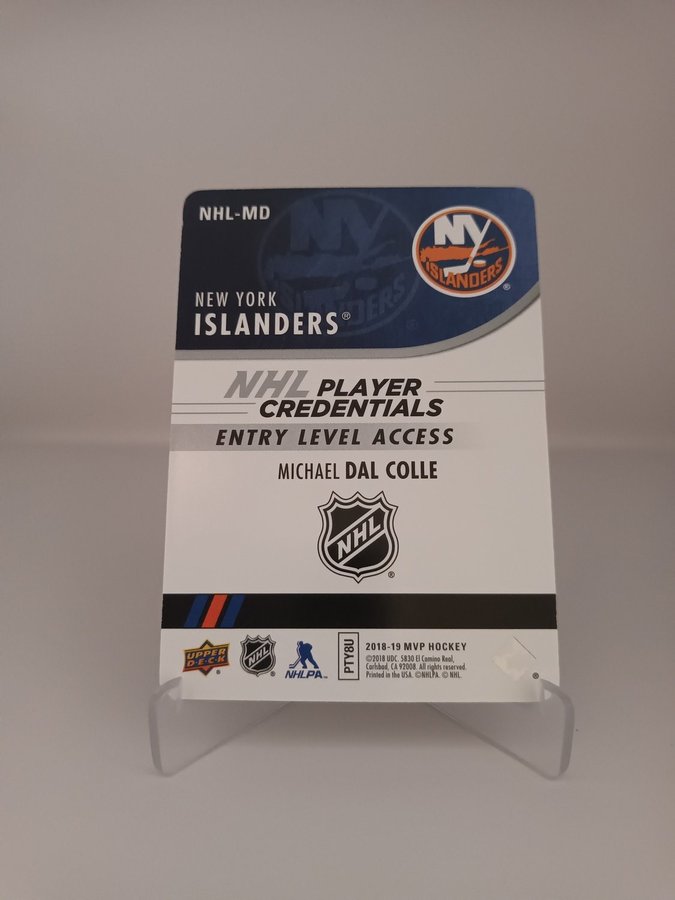 NHL-MD
NY
ISLANDERS
®
NEW YORK
ISLANDERS®
NHL PLAYER
CREDENTIALS
ENTRY LEVEL ACCESS
MICHAEL DAL COLLE
NHL
®
UPPER
D·E·C·K
®
NHL
®
NHLPA™
PTY8U
2018-19 MVP HOCKEY
©2018 UDC. 5830 El Camino Real,
Carlsbad, CA 92008. All rights reserved.
Printed in the USA. ©NHLPA. © NHL.
®